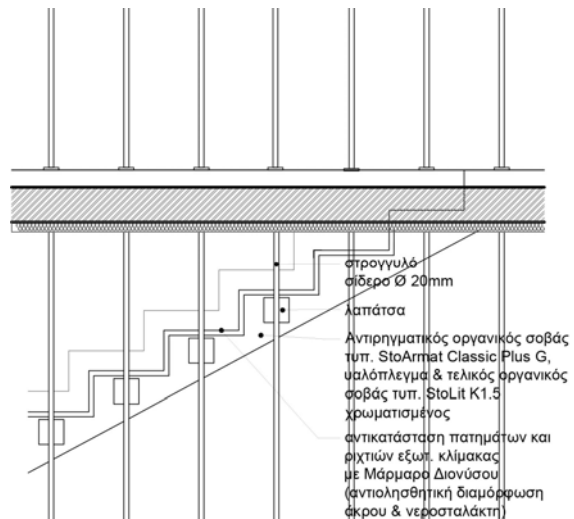 στρογγυλό
σίδερο Ø 20mm
λαπάτσα
Αντιρηγματικός οργανικός σοβάς
τυπ. StoArmat Classic Plus G,
υαλόπλεγμα & τελικός οργανικός
σοβάς τυπ. StoLit K1.5
χρωματισμένος
αντικατάσταση πατημάτων και
ριχτιών εξωτ. κλίμακας
με Μάρμαρο Διονύσου
(αντιολησθητική διαμόρφωση
άκρου & νεροσταλάκτη)